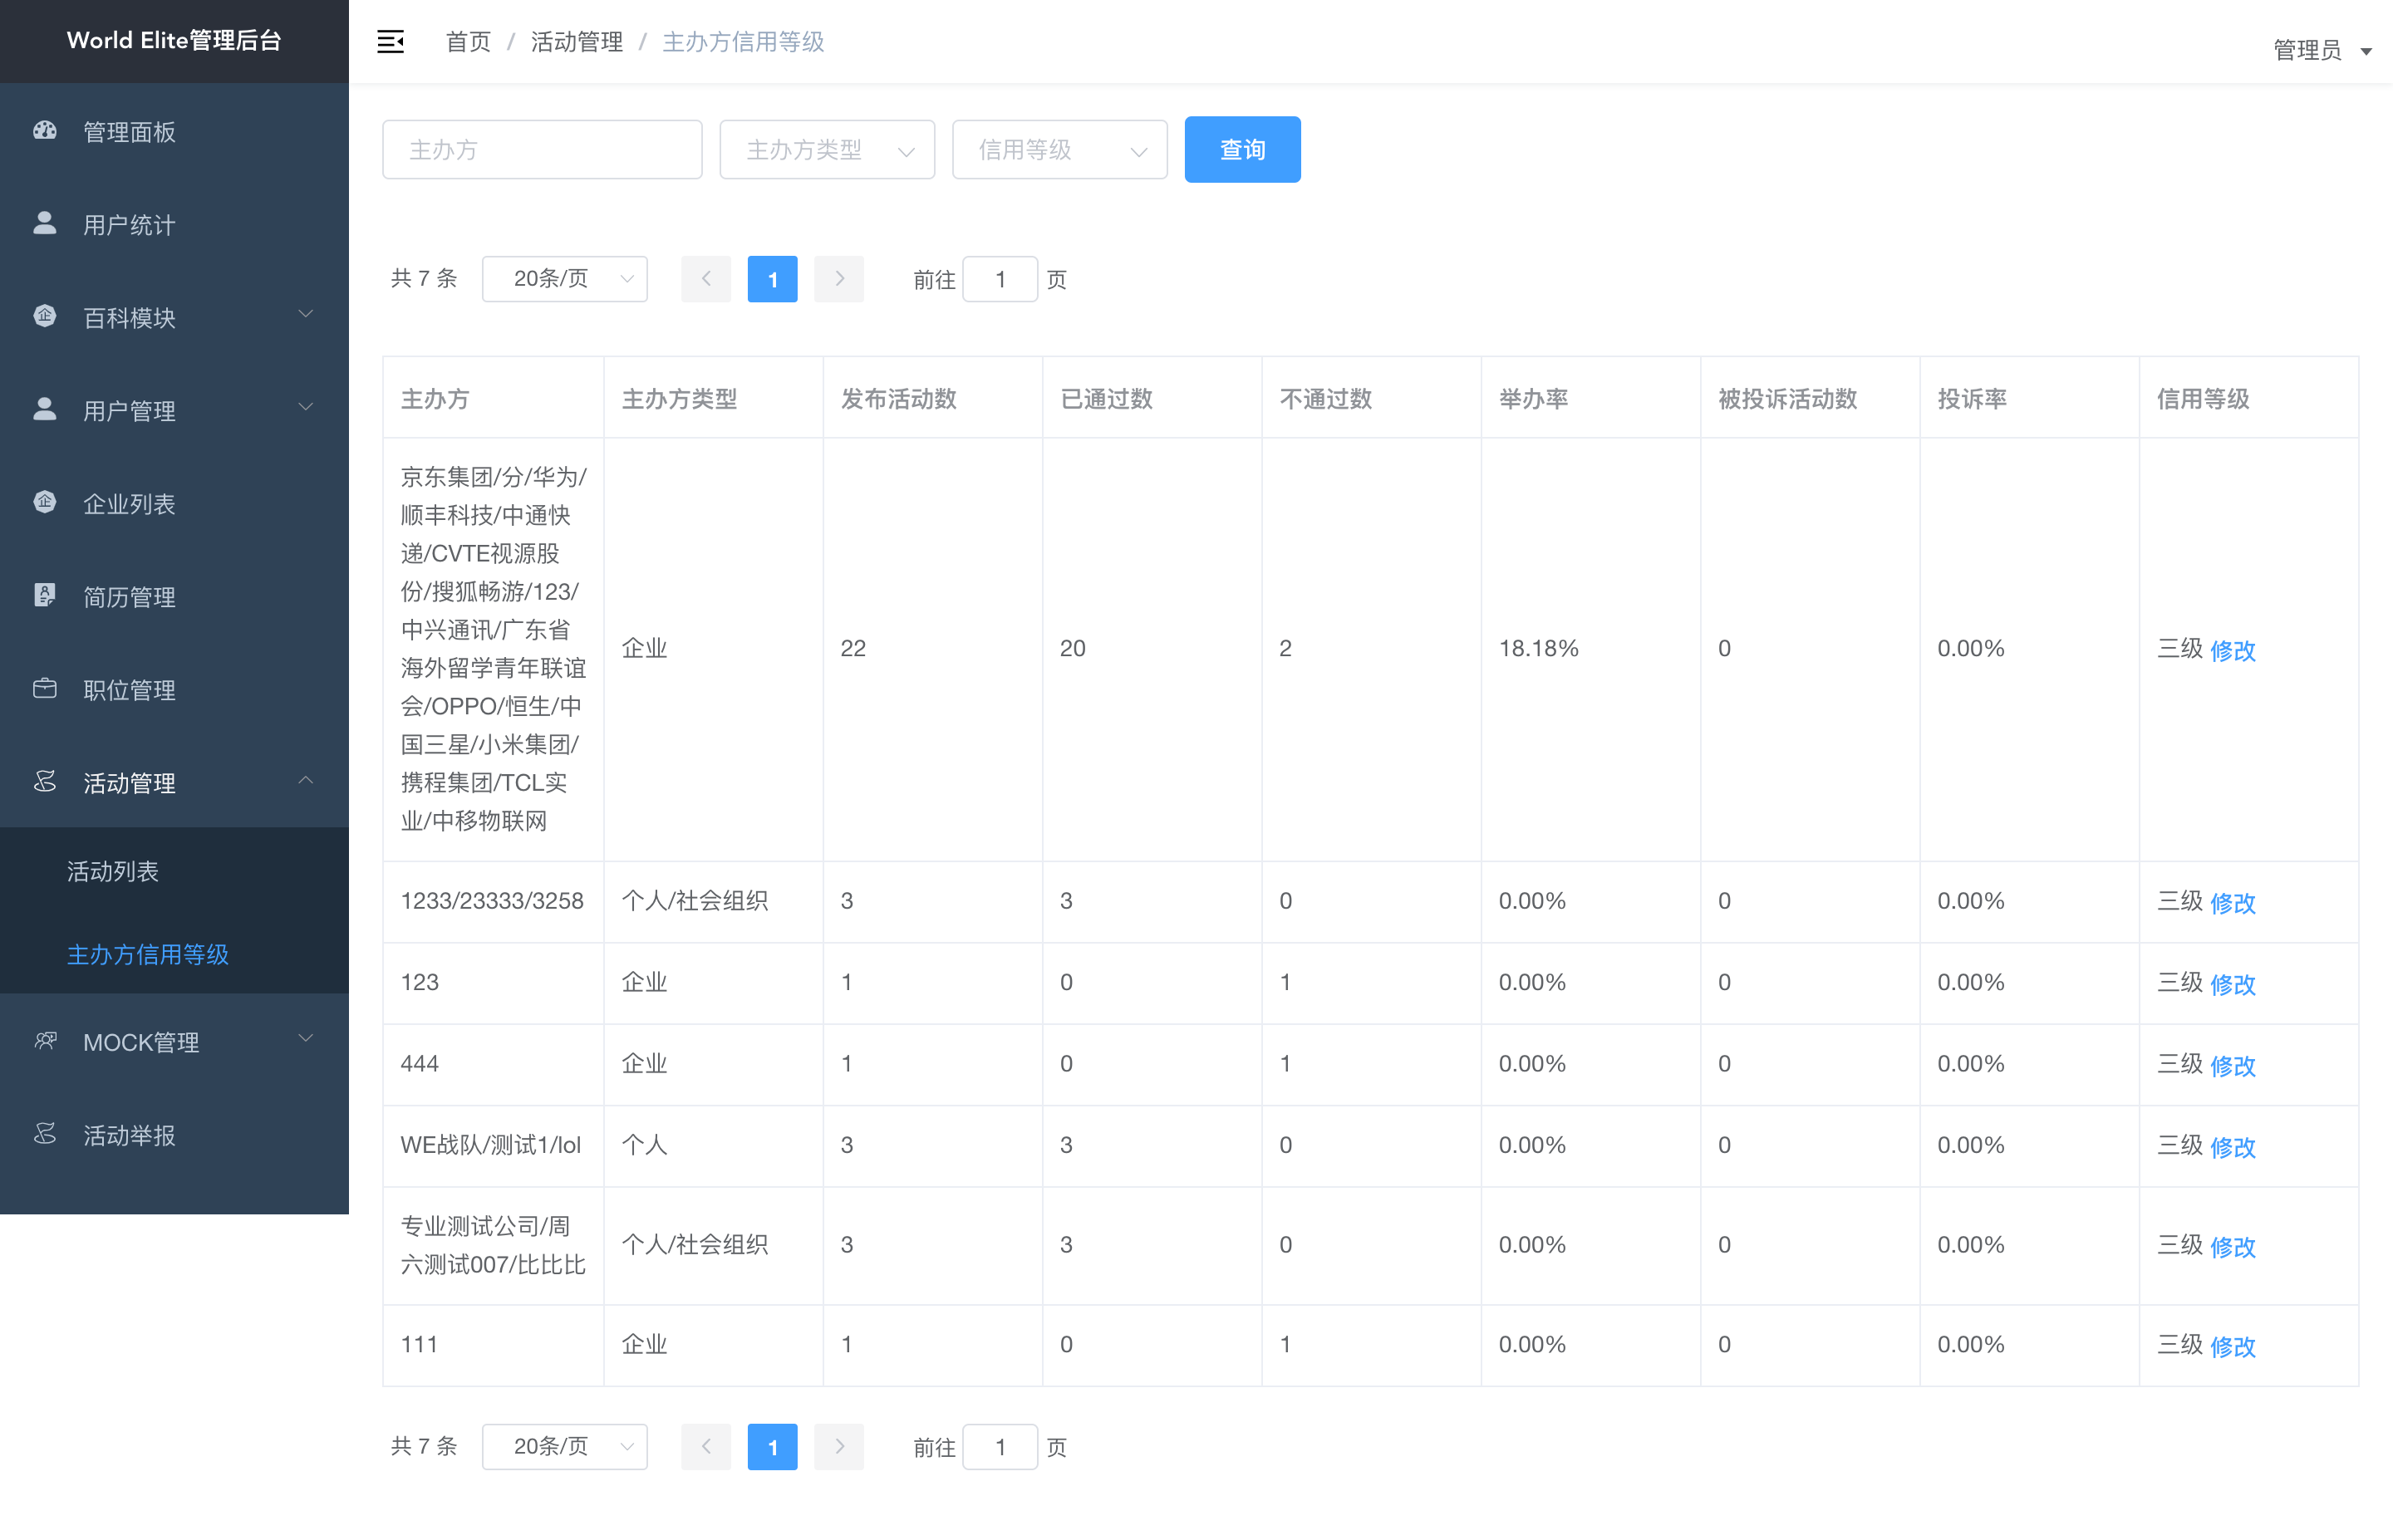 World Elite管理后台
首页 / 活动管理 / 主办方信用等级
管理员
管理面板
用户统计
百科模块
用户管理
企业列表
简历管理
职位管理
活动管理
活动列表
主办方信用等级
MOCK管理
活动举报
主办方 主办方类型 信用等级 查询
共 7 条 20条/页 1 前往 1 页
主办方 主办方类型 发布活动数 已通过数 不通过数 举办率 被投诉活动数 投诉率 信用等级
京东集团/分/华为/
顺丰科技/中通快
递/CVTE视源股
份/搜狐畅游/123/
中兴通讯/广东省
海外留学青年联谊
会/OPPO/恒生/中
国三星/小米集团/
携程集团/TCL实
业/中移物联网
企业 22 20 2 18.18% 0 0.00% 三级 修改
1233/23333/3258 个人/社会组织 3 3 0 0.00% 0 0.00% 三级 修改
123 企业 1 0 1 0.00% 0 0.00% 三级 修改
444 企业 1 0 1 0.00% 0 0.00% 三级 修改
WE战队/测试1/lol 个人 3 3 0 0.00% 0 0.00% 三级 修改
专业测试公司/周
六测试007/比比比
个人/社会组织 3 3 0 0.00% 0 0.00% 三级 修改
111 企业 1 0 1 0.00% 0 0.00% 三级 修改
共 7 条 20条/页 1 前往 1 页